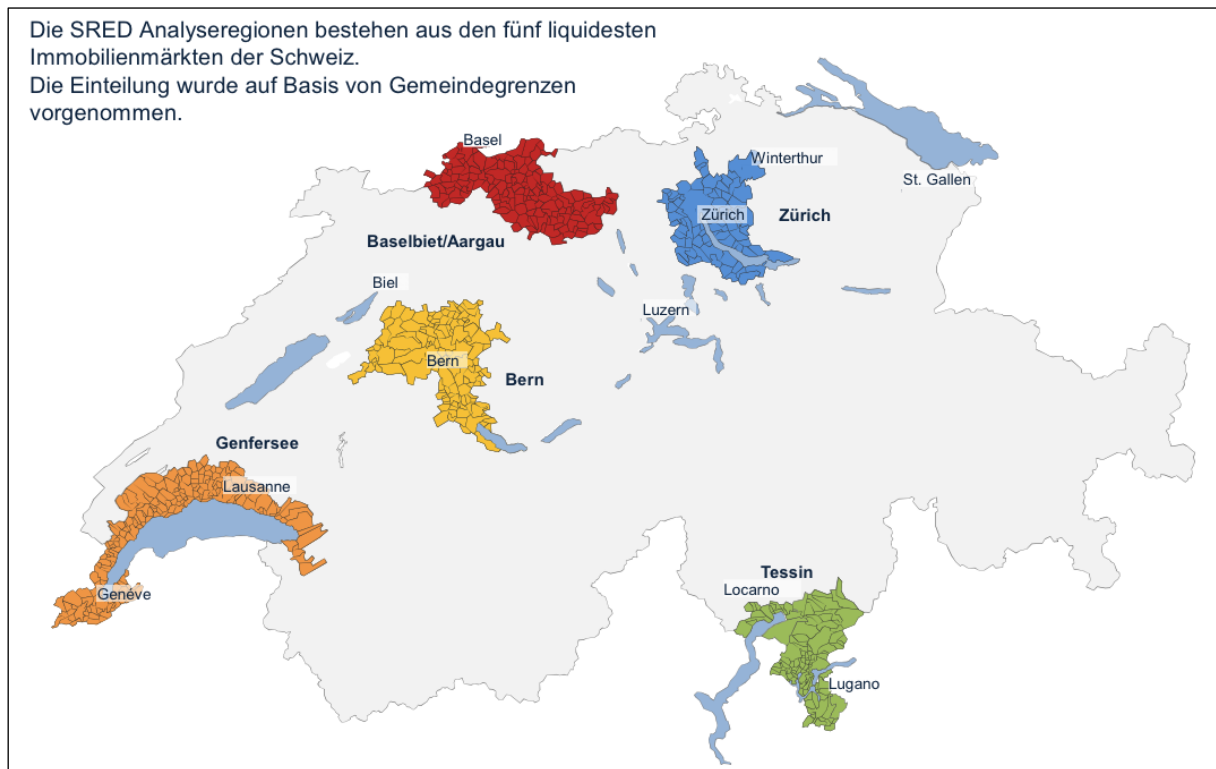 Die SRED Analyseregionen bestehen aus den fünf liquidesten
Immobilienmärkten der Schweiz.
Die Einteilung wurde auf Basis von Gemeindegrenzen
vorgenommen.
Basel
Winterthur
St. Gallen
Zürich
Zürich
Baselbiet/Aargau
Biel
Luzern
Bern
Bern
Genfersee
Lausanne
Genéve
Tessin
Locarno
Lugano